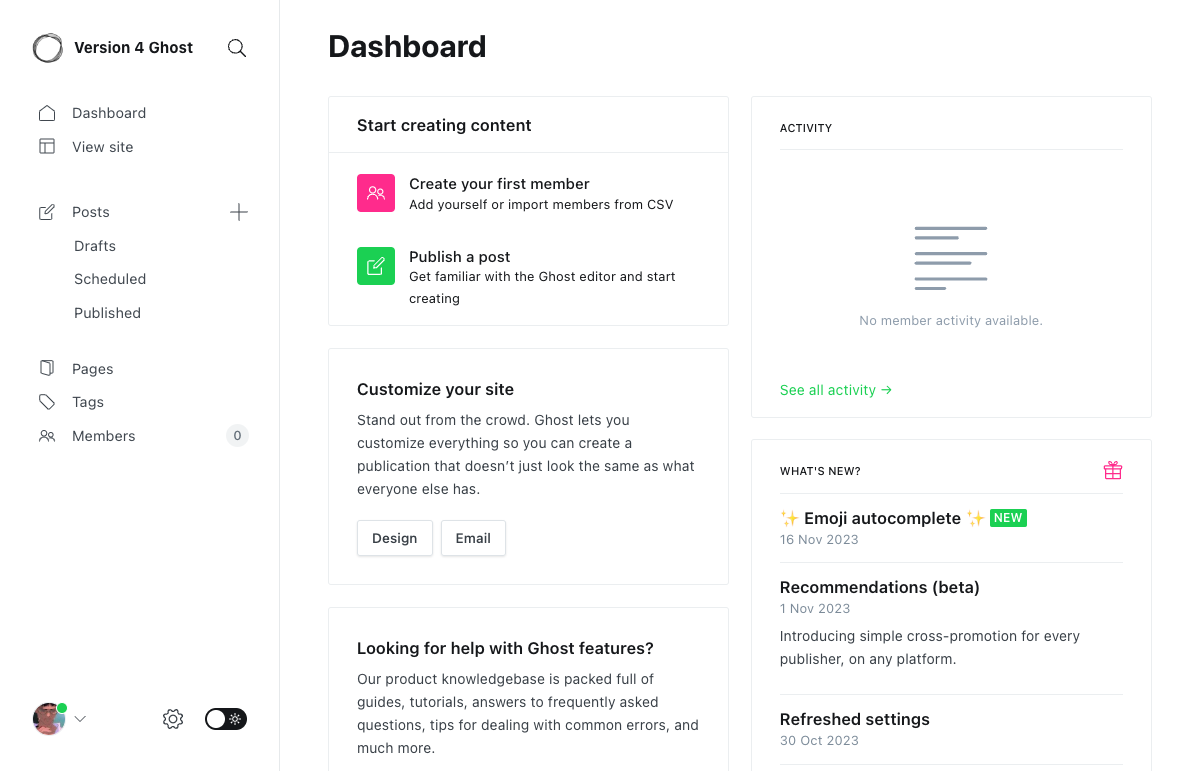 Version 4 Ghost
Dashboard
View site
Posts
Drafts
Scheduled
Published
Pages
Tags
Members
0
Dashboard
Start creating content
Create your first member
Add yourself or import members from CSV
Publish a post
Get familiar with the Ghost editor and start
creating
Customize your site
Stand out from the crowd. Ghost lets you
customize everything so you can create a
publication that doesn’t just look the same as what
everyone else has.
Design
Email
Looking for help with Ghost features?
Our product knowledgebase is packed full of
guides, tutorials, answers to frequently asked
questions, tips for dealing with common errors, and
much more.
ACTIVITY
No member activity available.
See all activity →
WHAT'S NEW?
✨ Emoji autocomplete ✨ NEW
16 Nov 2023
Recommendations (beta)
1 Nov 2023
Introducing simple cross-promotion for every
publisher, on any platform.
Refreshed settings
30 Oct 2023